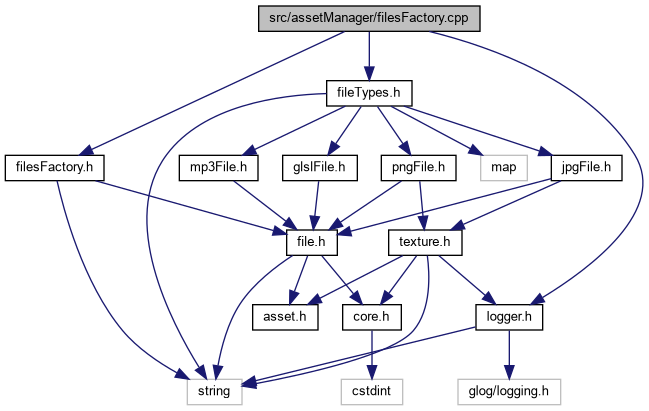 src/assetManager/filesFactory.cpp
fileTypes.h
filesFactory.h
mp3File.h
glslFile.h
pngFile.h
map
jpgFile.h
file.h
texture.h
asset.h
core.h
logger.h
string
cstdint
glog/logging.h